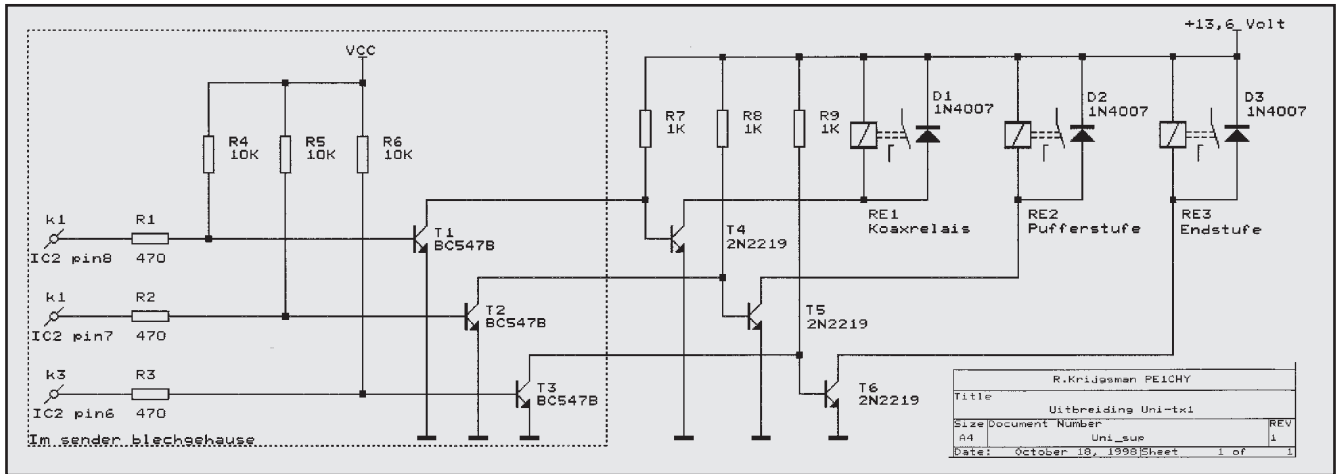 +13,6 Volt
VCC
R4
10K
R5
10K
R6
10K
R7
1K
R8
1K
R9
1K
D1
1N4007
D2
1N4007
D3
1N4007
k1
R1
IC2 pin8
470
T1
BC547B
T4
2N2219
RE1
Koaxrelais
RE2
Pufferstufe
RE3
Endstufe
k1
R2
IC2 pin7
470
T2
BC547B
T5
2N2219
k3
R3
IC2 pin6
470
T3
BC547B
T6
2N2219
Im sender blechgehause
R.Krijgsman PE1CHY
Title
Uitbreiding Uni-tx1
Size Document Number REV
A4 Uni_sup 1
Date: October 18, 1998 Sheet 1 of 1